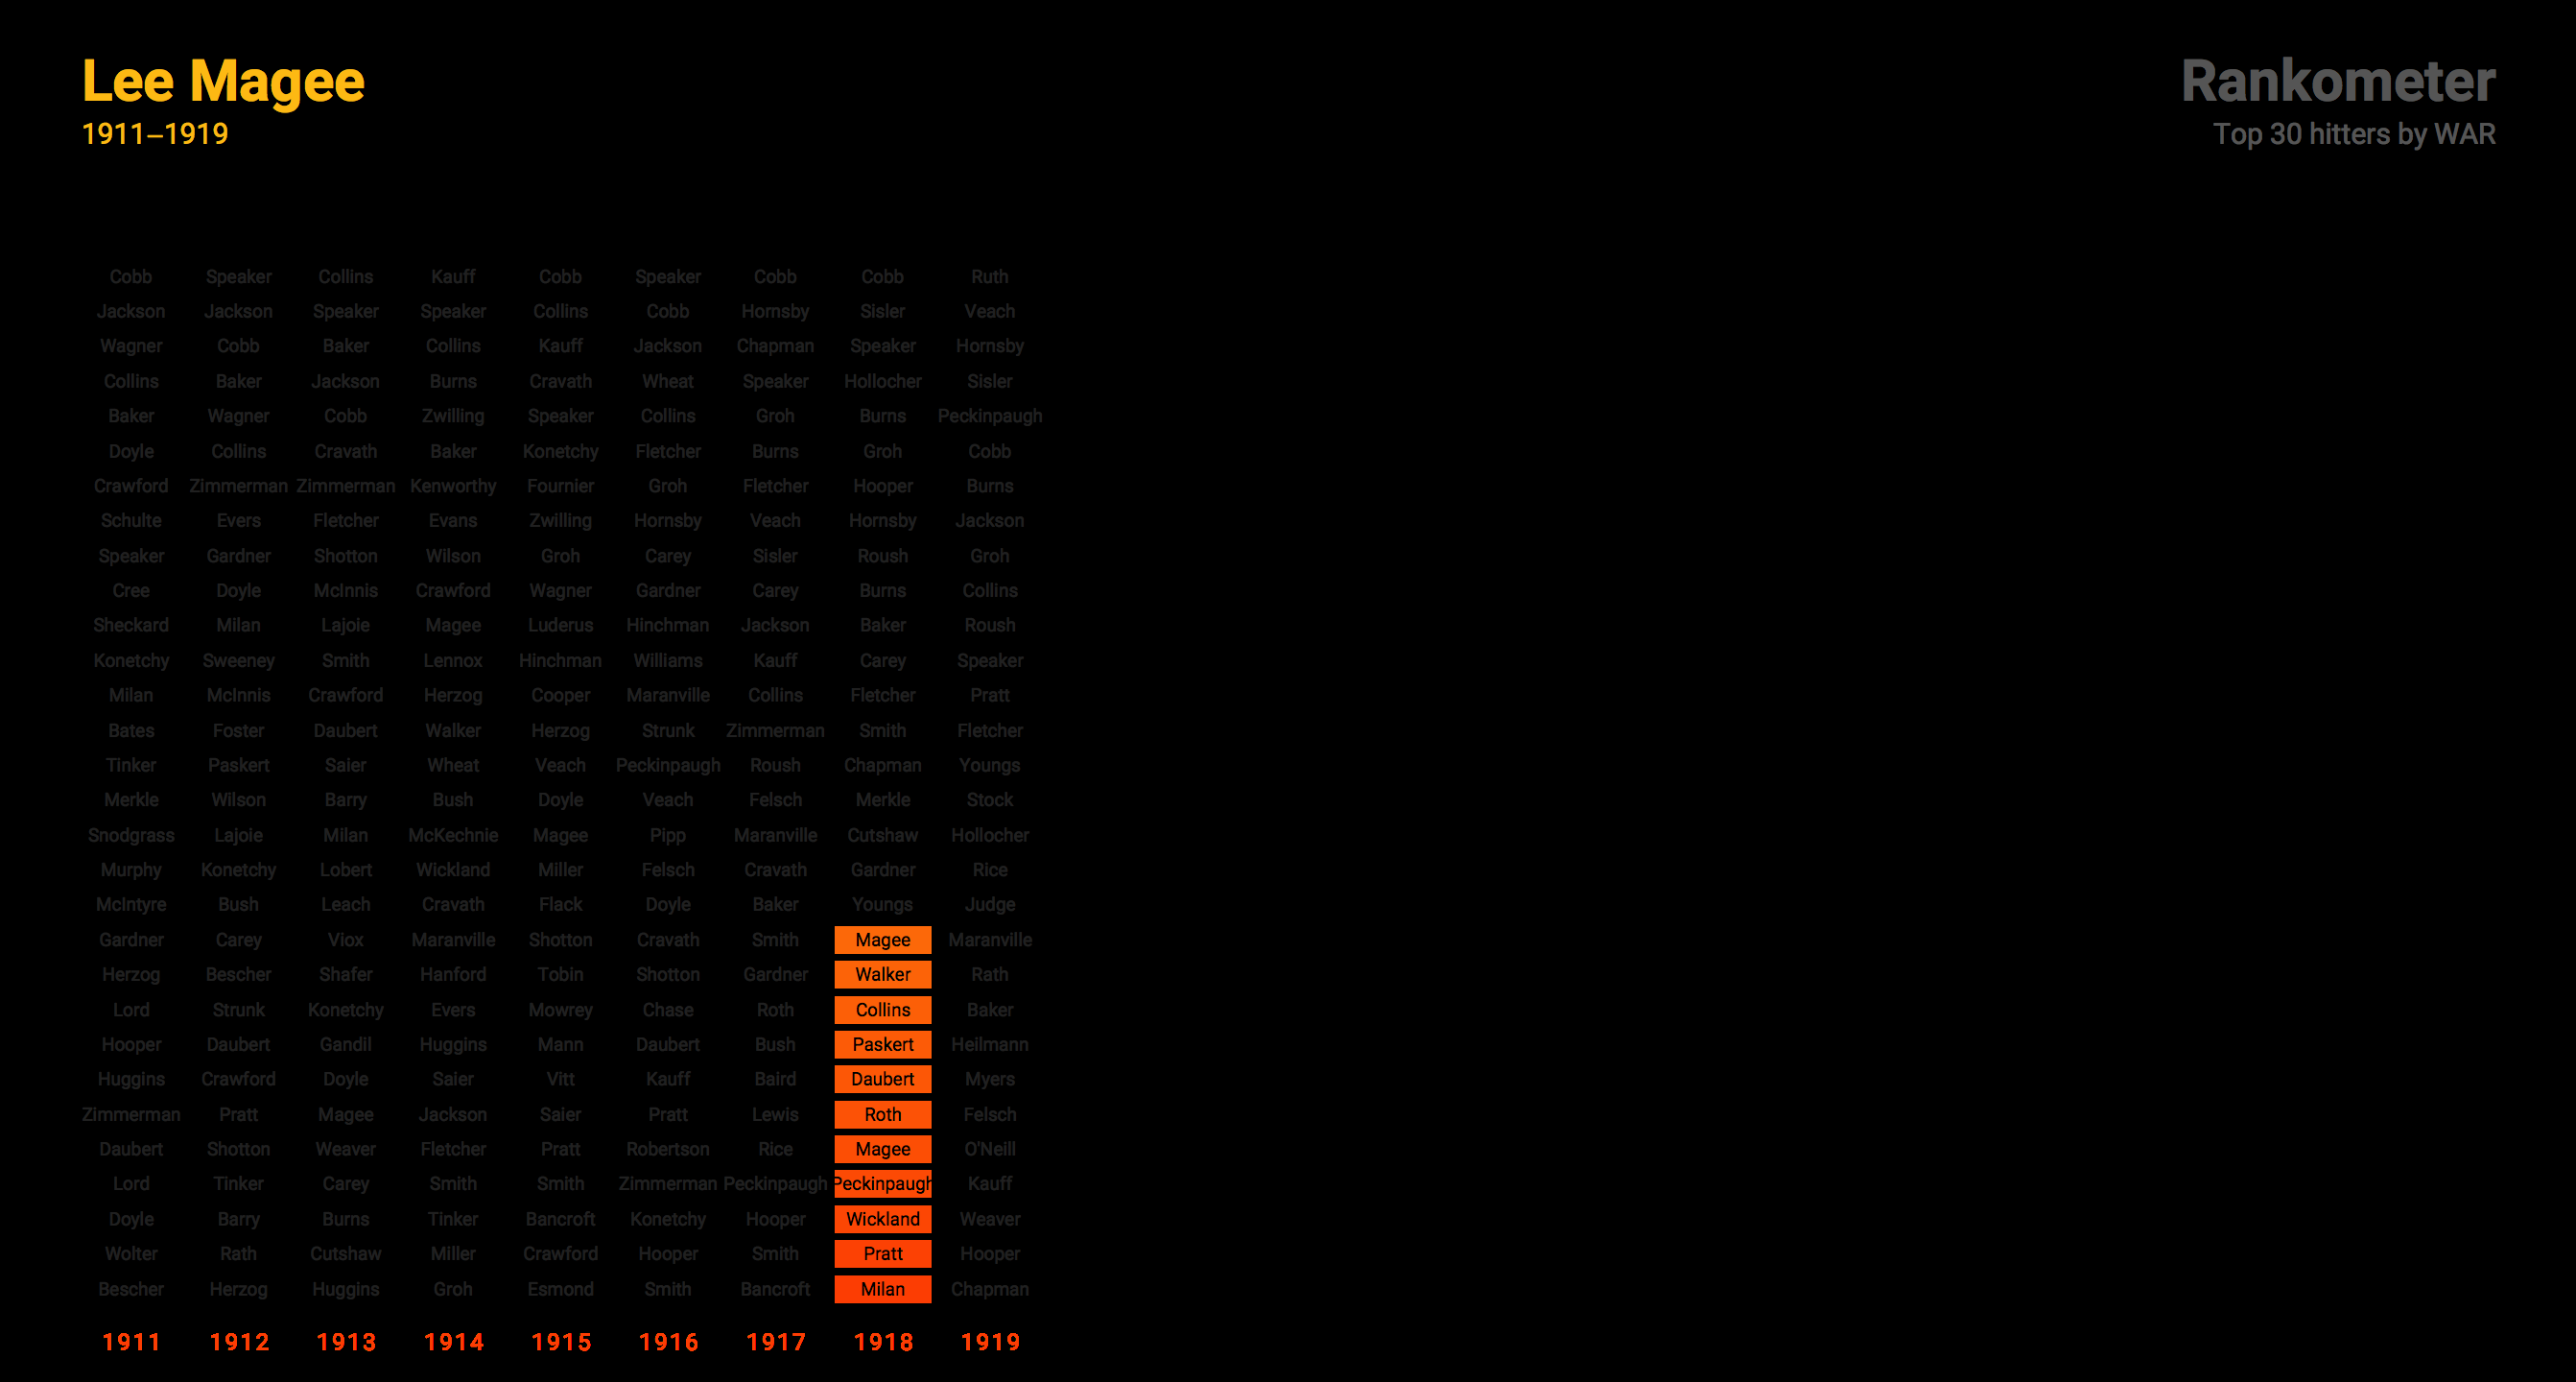 Lee Magee
1911–1919
Rankometer
Top 30 hitters by WAR
Cobb Speaker Collins Kauff Cobb Speaker Cobb Cobb Ruth
Jackson Jackson Speaker Speaker Collins Cobb Hornsby Sisler Veach
Wagner Cobb Baker Collins Kauff Jackson Chapman Speaker Hornsby
Collins Baker Jackson Burns Cravath Wheat Speaker Hollocher Sisler
Baker Wagner Cobb Zwilling Speaker Collins Groh Burns Peckinpaugh
Doyle Collins Cravath Baker Konetchy Fletcher Burns Groh Cobb
Crawford Zimmerman Zimmerman Kenworthy Fournier Groh Fletcher Hooper Burns
Schulte Evers Fletcher Evans Zwilling Hornsby Veach Hornsby Jackson
Speaker Gardner Shotton Wilson Groh Carey Sisler Roush Groh
Cree Doyle McInnis Crawford Wagner Gardner Carey Burns Collins
Sheckard Milan Lajoie Magee Luderus Hinchman Jackson Baker Roush
Konetchy Sweeney Smith Lennox Hinchman Williams Kauff Carey Speaker
Milan McInnis Crawford Herzog Cooper Maranville Collins Fletcher Pratt
Bates Foster Daubert Walker Herzog Strunk Zimmerman Smith Fletcher
Tinker Paskert Saier Wheat Veach Peckinpaugh Roush Chapman Youngs
Merkle Wilson Barry Bush Doyle Veach Felsch Merkle Stock
Snodgrass Lajoie Milan McKechnie Magee Pipp Maranville Cutshaw Hollocher
Murphy Konetchy Lobert Wickland Miller Felsch Cravath Gardner Rice
McIntyre Bush Leach Cravath Flack Doyle Baker Youngs Judge
Gardner Carey Viox Maranville Shotton Cravath Smith Magee Maranville
Herzog Bescher Shafer Hanford Tobin Shotton Gardner Walker Rath
Lord Strunk Konetchy Evers Mowrey Chase Roth Collins Baker
Hooper Daubert Gandil Huggins Mann Daubert Bush Paskert Heilmann
Huggins Crawford Doyle Saier Vitt Kauff Baird Daubert Myers
Zimmerman Pratt Magee Jackson Saier Pratt Lewis Roth Felsch
Daubert Shotton Weaver Fletcher Pratt Robertson Rice Magee O'Neill
Lord Tinker Carey Smith Smith Zimmerman Peckinpaugh Peckinpaugh Kauff
Doyle Barry Burns Tinker Bancroft Konetchy Hooper Wickland Weaver
Wolter Rath Cutshaw Miller Crawford Hooper Smith Pratt Hooper
Bescher Herzog Huggins Groh Esmond Smith Bancroft Milan Chapman
1911 1912 1913 1914 1915 1916 1917 1918 1919